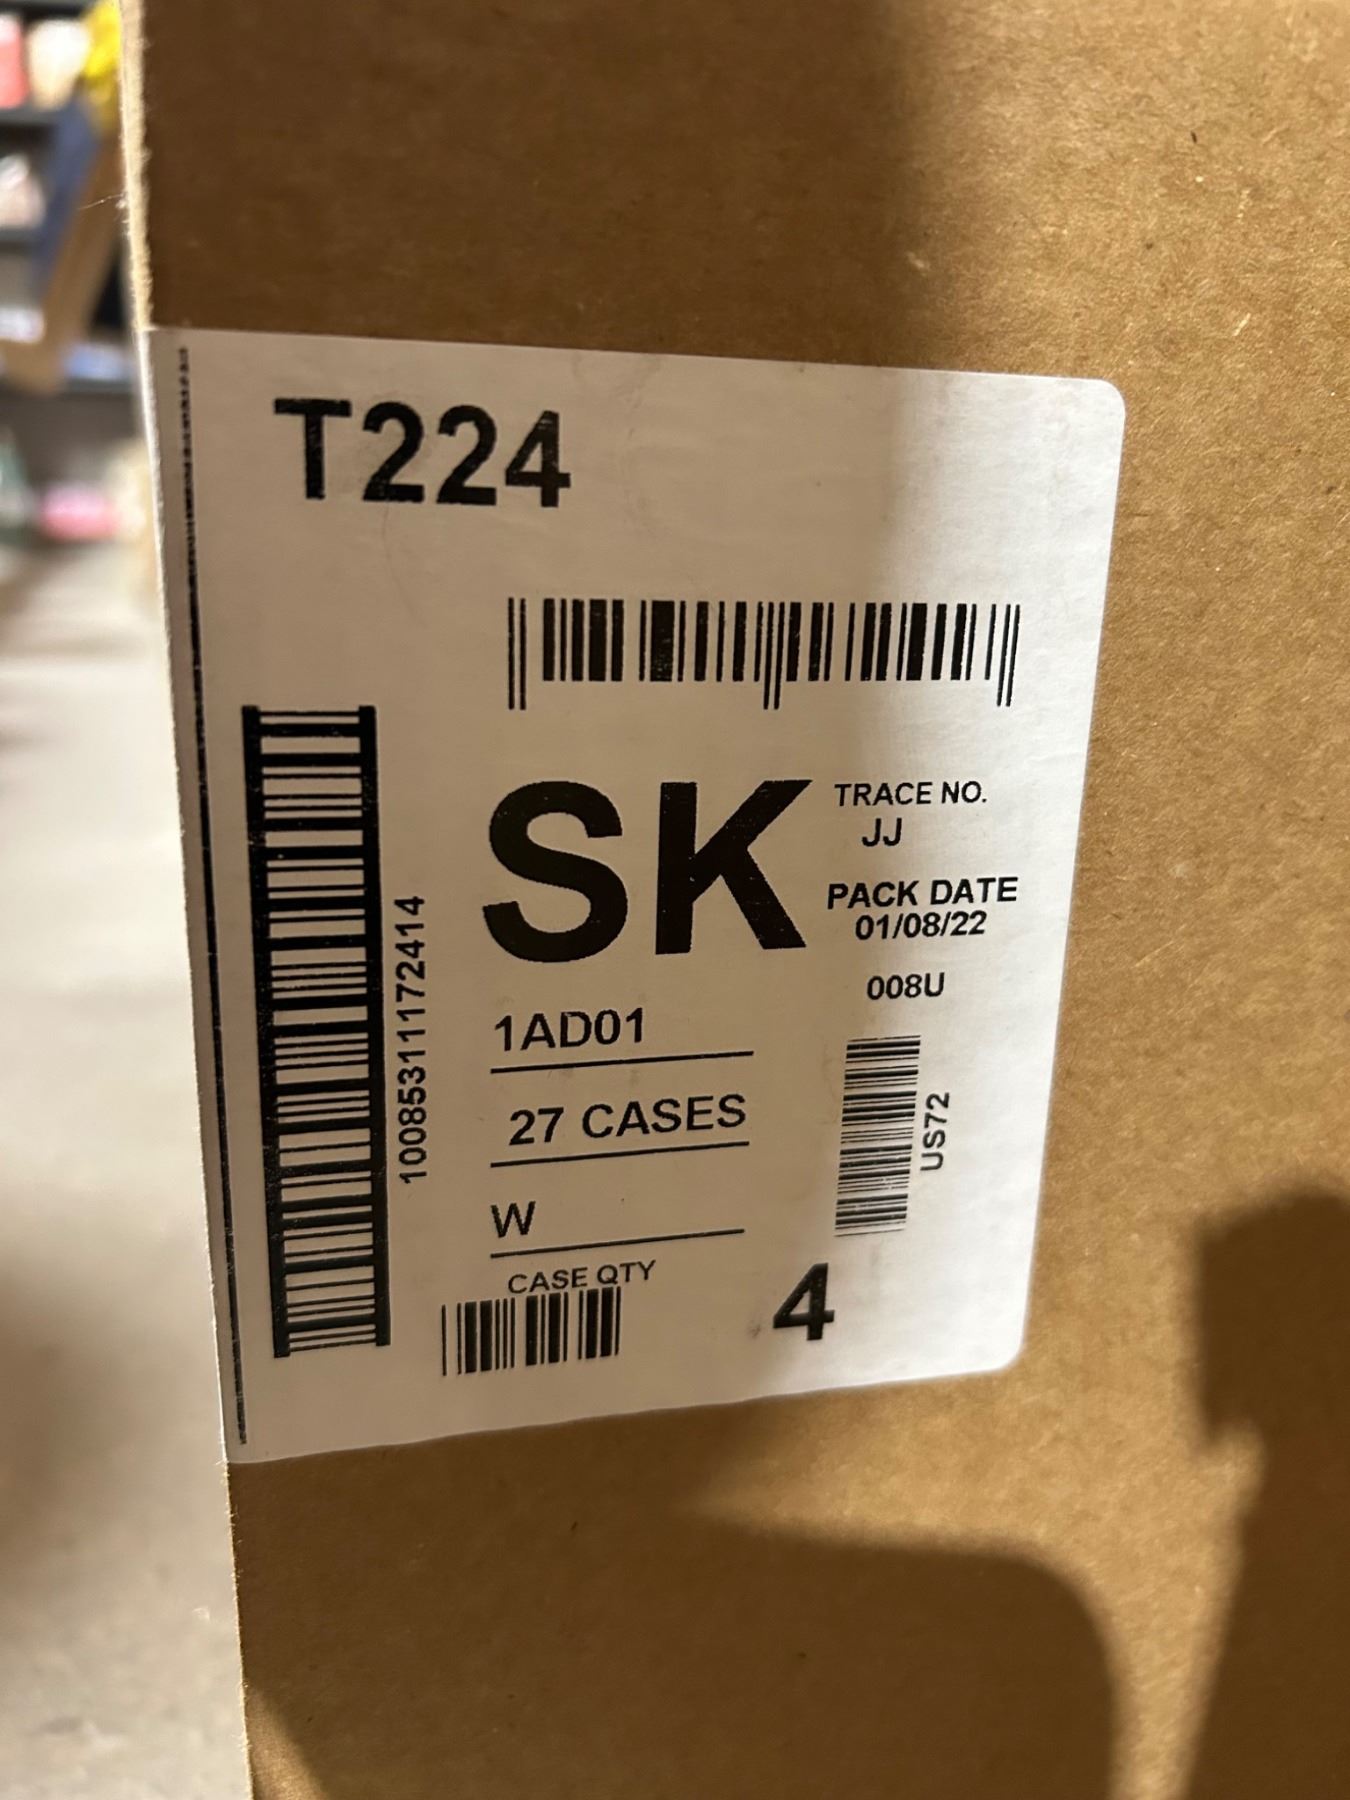 T224
SK
TRACE NO.
JJ
PACK DATE
01/08/22
008U
10085311172414
1AD01
27 CASES
W
US72
CASE QTY
4